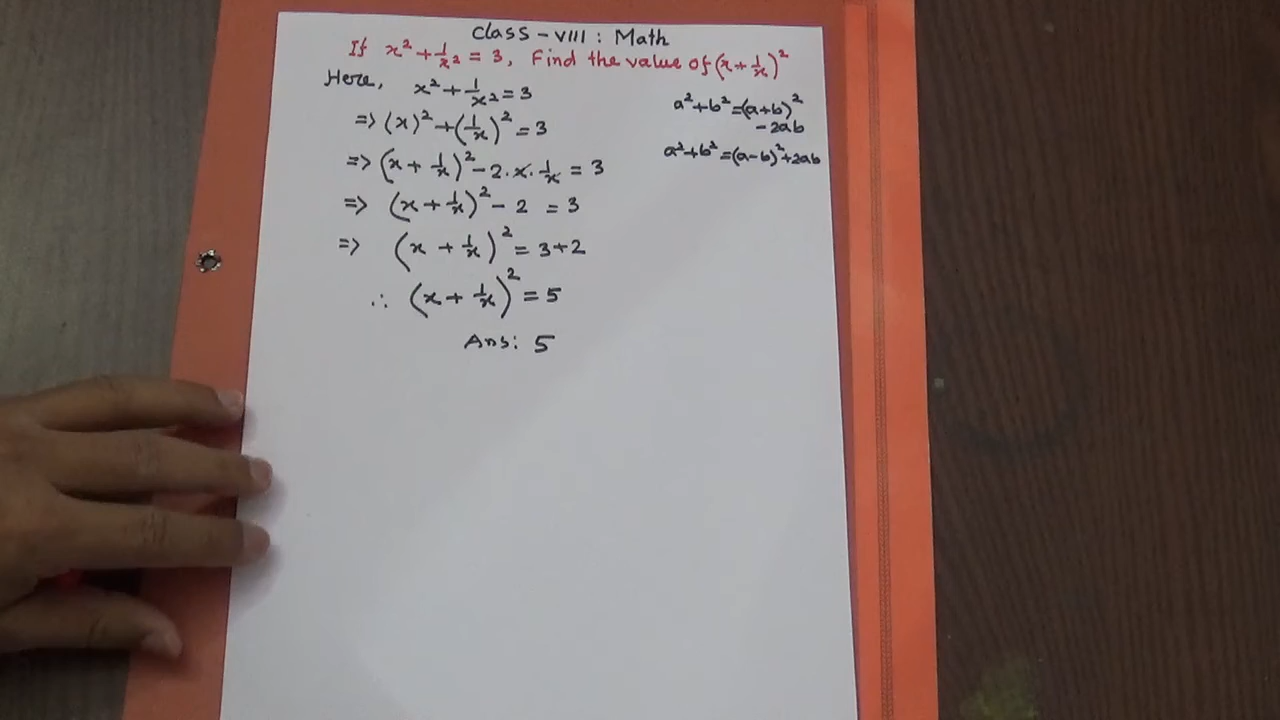 Class - VIII : Math
If x² + 1/x² = 3, Find the value of (x + 1/x)²
Here, x² + 1/x² = 3
=> (x)² + (1/x)² = 3
=> (x + 1/x)² - 2 . x . 1/x = 3
=> (x + 1/x)² - 2 = 3
=> (x + 1/x)² = 3+2
∴ (x + 1/x)² = 5
Ans: 5
a² + b² = (a+b)²
- 2ab
a² + b² = (a-b)² + 2ab